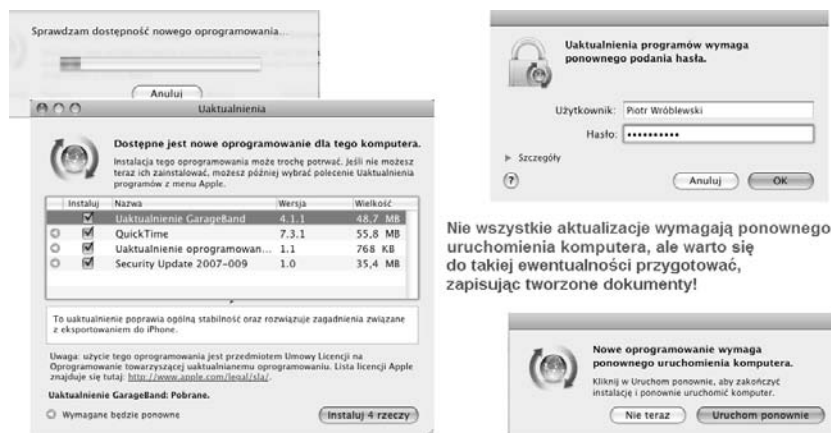 Sprawdzam dostępność nowego oprogramowania...
Anuluj
Uaktualnienia
Dostępne jest nowe oprogramowanie dla tego komputera.
Instalacja tego oprogramowania może trochę potrwać. Jeśli nie możesz
teraz ich zainstalować, możesz później wybrać polecenie Uaktualnienia
programów z menu Apple.
Instaluj Nazwa Wersja Wielkość
Uaktualnienie GarageBand 4.1.1 48,7 MB
QuickTime 7.3.1 55,8 MB
Uaktualnienie oprogramowan... 1.1 768 KB
Security Update 2007-009 1.0 35,4 MB
To uaktualnienie poprawia ogólną stabilność oraz rozwiązuje zagadnienia związane
z eksportowaniem do iPhone.
Uwaga: użycie tego oprogramowania jest przedmiotem Umowy Licencji na
Oprogramowanie towarzyszącej uaktualnianemu oprogramowaniu. Lista licencji Apple
znajduje się tutaj: http://www.apple.com/legal/sla/.
Uaktualnienie GarageBand: Pobrane.
Wymagane będzie ponowne
Instaluj 4 rzeczy
Uaktualnienia programów wymaga
ponownego podania hasła.
Użytkownik: Piotr Wróblewski
Hasło: ••••••••••
Szczegóły
? Anuluj OK
Nie wszystkie aktualizacje wymagają ponownego
uruchomienia komputera, ale warto się
do takiej ewentualności przygotować,
zapisując tworzone dokumenty!
Nowe oprogramowanie wymaga
ponownego uruchomienia komputera.
Kliknij w Uruchom ponownie, aby zakończyć
instalację i ponownie uruchomić komputer.
Nie teraz Uruchom ponownie